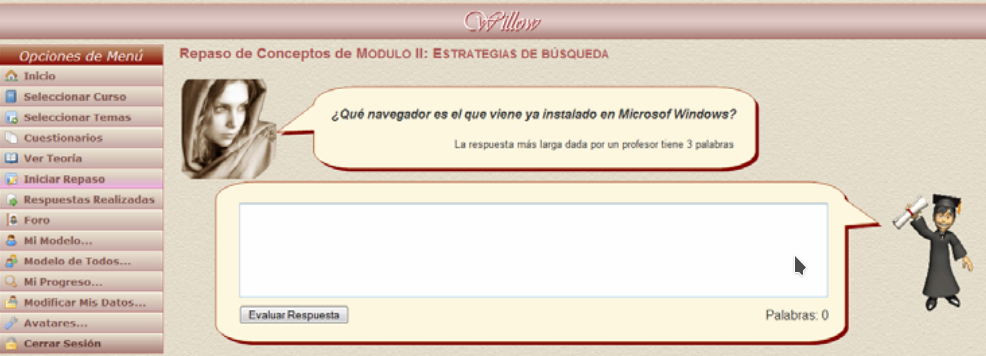 Willow
Opciones de Menú
Inicio
Seleccionar Curso
Seleccionar Temas
Cuestionarios
Ver Teoría
Iniciar Repaso
Respuestas Realizadas
Foro
Mi Modelo...
Modelo de Todos...
Mi Progreso...
Modificar Mis Datos...
Avatares...
Cerrar Sesión
Repaso de Conceptos de MODULO II: ESTRATEGIAS DE BÚSQUEDA
¿Qué navegador es el que viene ya instalado en Microsof Windows?
La respuesta más larga dada por un profesor tiene 3 palabras
Evaluar Respuesta
Palabras: 0